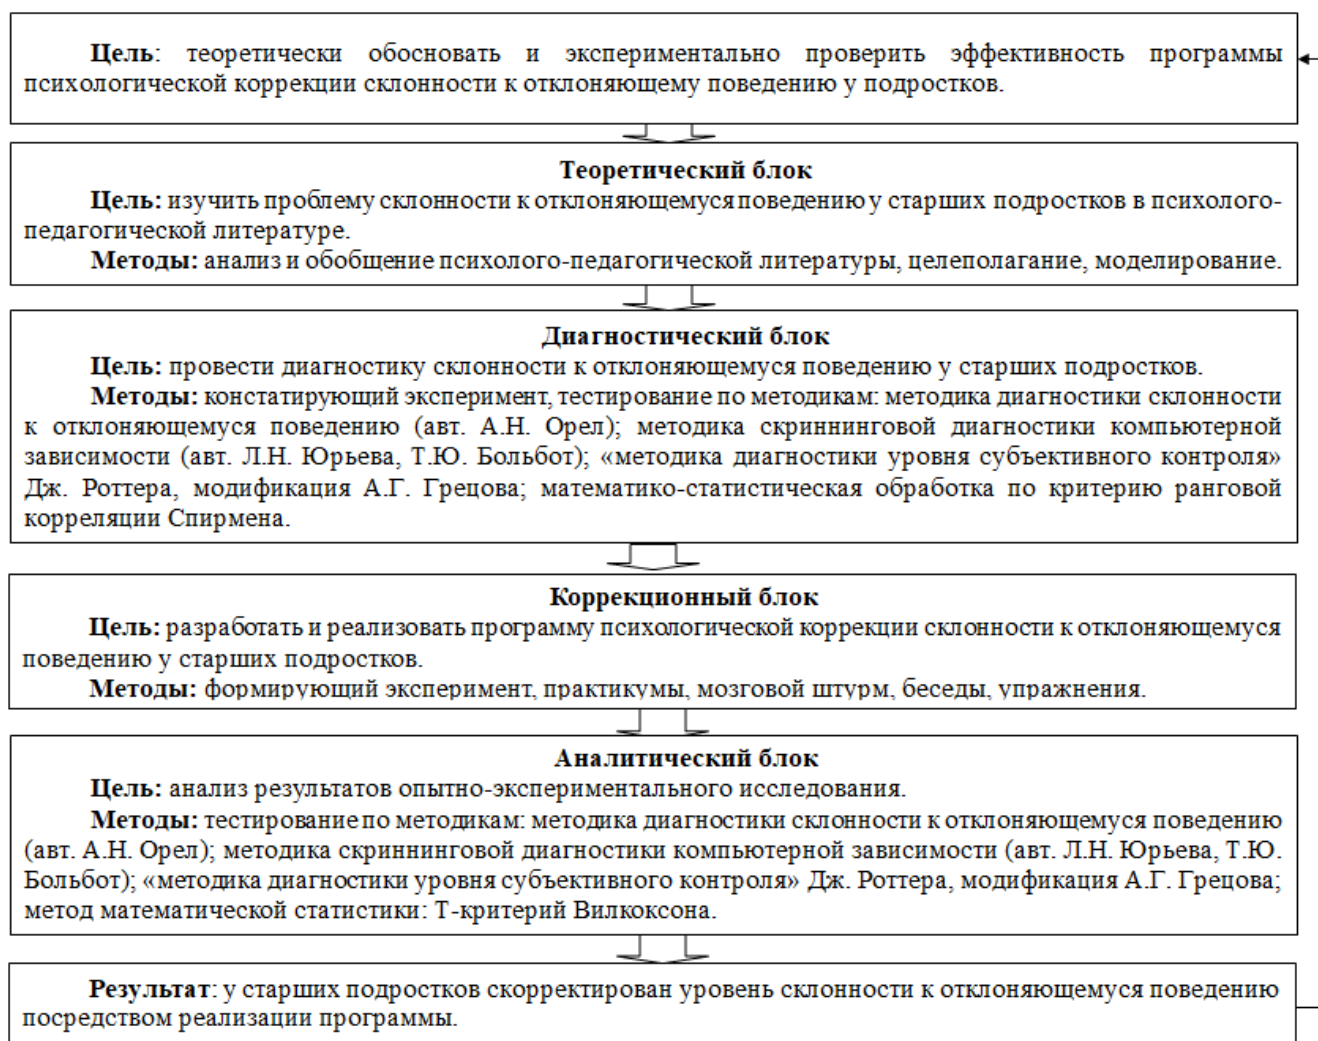 Цель: теоретически обосновать и экспериментально проверить эффективность программы
психологической коррекции склонности к отклоняющему поведению у подростков.
Теоретический блок
Цель: изучить проблему склонности к отклоняющемуся поведению у старших подростков в психолого-
педагогической литературе.
Методы: анализ и обобщение психолого-педагогической литературы, целеполагание, моделирование.
Диагностический блок
Цель: провести диагностику склонности к отклоняющемуся поведению у старших подростков.
Методы: констатирующий эксперимент, тестирование по методикам: методика диагностики склонности
к отклоняющемуся поведению (авт. А.Н. Орел); методика скриннинговой диагностики компьютерной
зависимости (авт. Л.Н. Юрьева, Т.Ю. Больбот); «методика диагностики уровня субъективного контроля»
Дж. Роттера, модификация А.Г. Грецова; математико-статистическая обработка по критерию ранговой
корреляции Спирмена.
Коррекционный блок
Цель: разработать и реализовать программу психологической коррекции склонности к отклоняющемуся
поведению у старших подростков.
Методы: формирующий эксперимент, практикумы, мозговой штурм, беседы, упражнения.
Аналитический блок
Цель: анализ результатов опытно-экспериментального исследования.
Методы: тестирование по методикам: методика диагностики склонности к отклоняющемуся поведению
(авт. А.Н. Орел); методика скриннинговой диагностики компьютерной зависимости (авт. Л.Н. Юрьева, Т.Ю.
Больбот); «методика диагностики уровня субъективного контроля» Дж. Роттера, модификация А.Г. Грецова;
метод математической статистики: Т-критерий Вилкоксона.
Результат: у старших подростков скорректирован уровень склонности к отклоняющемуся поведению
посредством реализации программы.